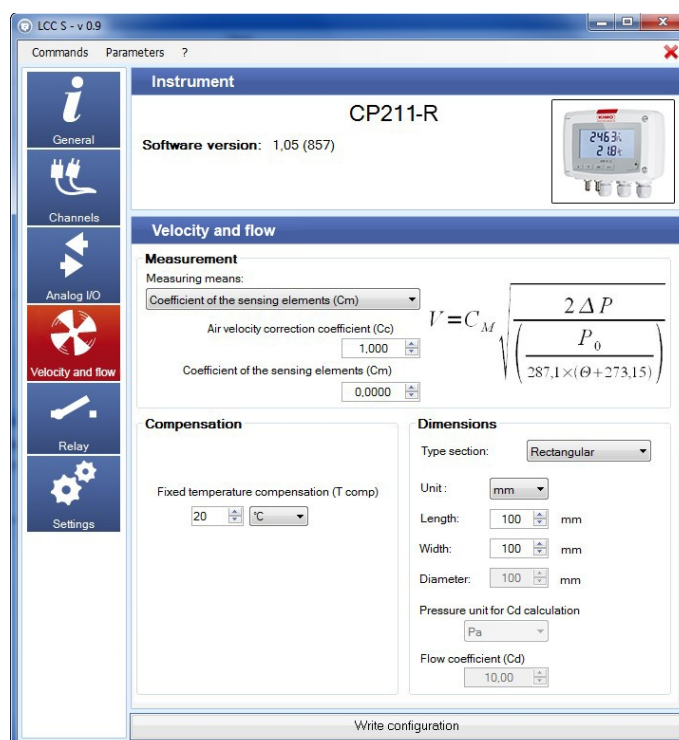 LCC S - v 0.9
Commands Parameters ?
General
Channels
Analog I/O
Velocity and flow
Relay
Settings
Instrument
CP211-R
Software version: 1,05 (857)
KIMO
Velocity and flow
Measurement
Measuring means:
Coefficient of the sensing elements (Cm)
Air velocity correction coefficient (Cc)
1,000
Coefficient of the sensing elements (Cm)
0,0000
V = C_M √(2 Δ P / (P_0 / (287,1×(Θ+273,15))))
Compensation
Fixed temperature compensation (T comp)
20 °C
Dimensions
Type section: Rectangular
Unit : mm
Length: 100 mm
Width: 100 mm
Diameter: 100 mm
Pressure unit for Cd calculation
Pa
Flow coefficient (Cd)
10,00
Write configuration